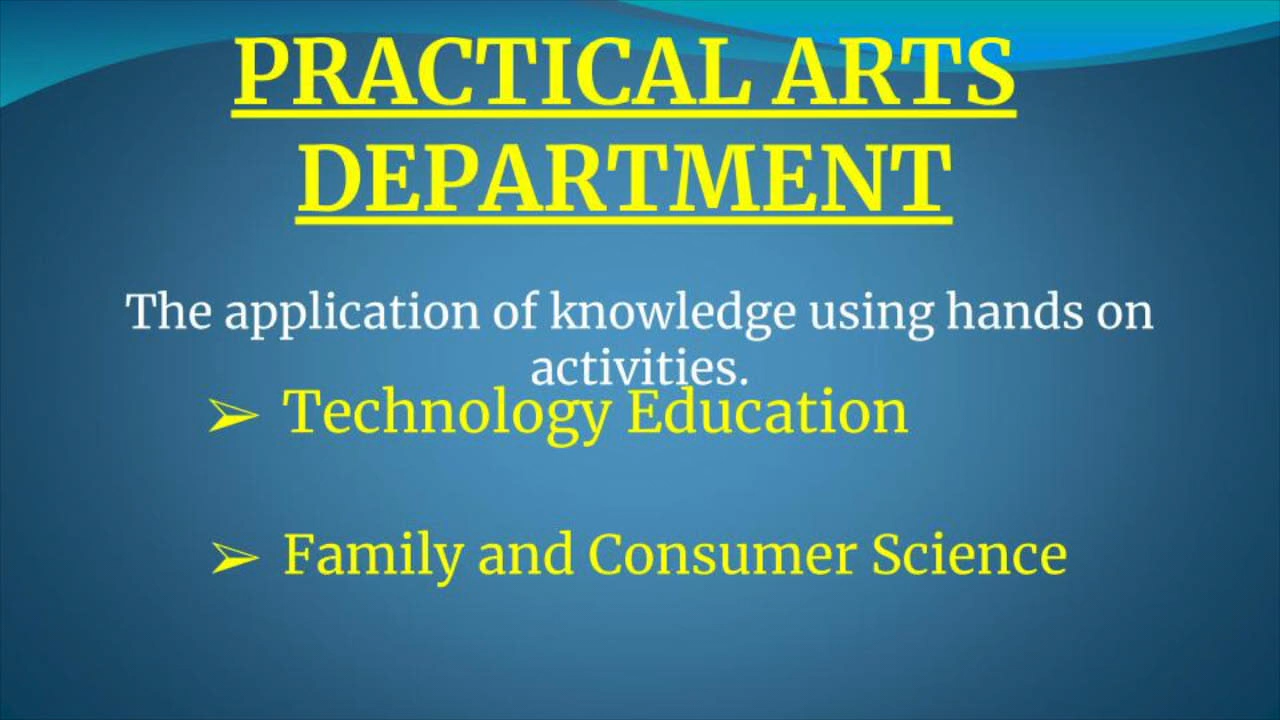 PRACTICAL ARTS
DEPARTMENT
The application of knowledge using hands on
activities.
➢ Technology Education
➢ Family and Consumer Science